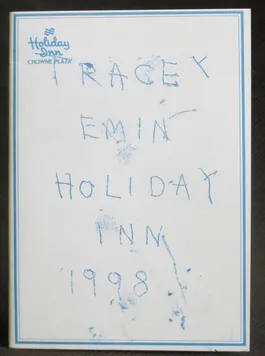 Holiday
Inn
CROWNE PLAZA
TRACEY
EMIN
HOLIDAY
INN
1998